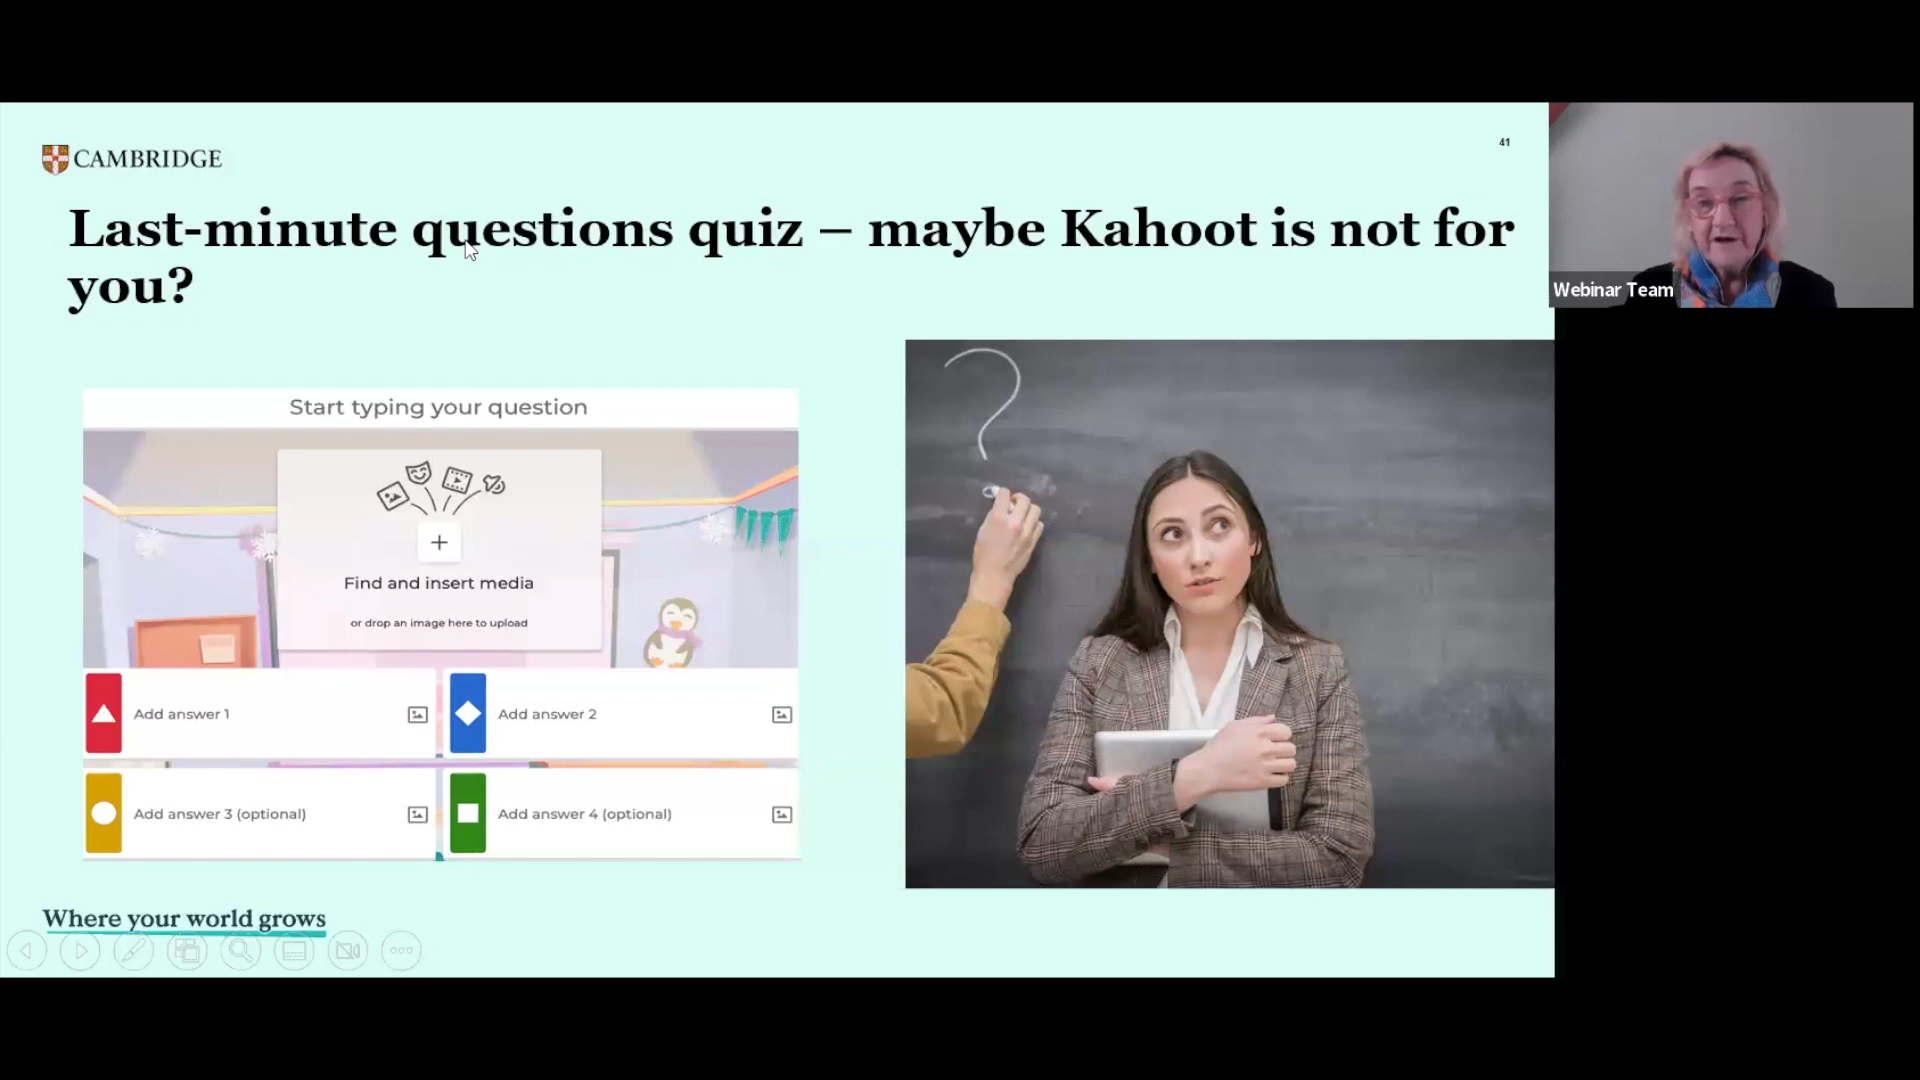 CAMBRIDGE
41
Last-minute questions quiz – maybe Kahoot is not for
you?
Webinar Team
Start typing your question
Find and insert media
or drop an image here to upload
Add answer 1
Add answer 2
Add answer 3 (optional)
Add answer 4 (optional)
?
Where your world grows